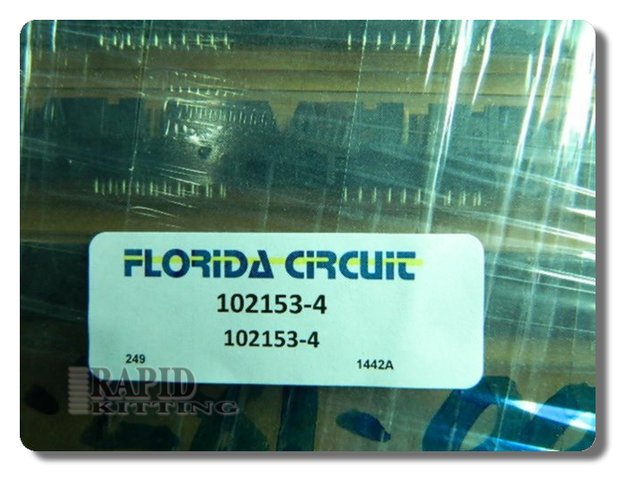 FLORIDA CIRCUIT
102153-4
102153-4
249 1442A
RAPID
KITTING